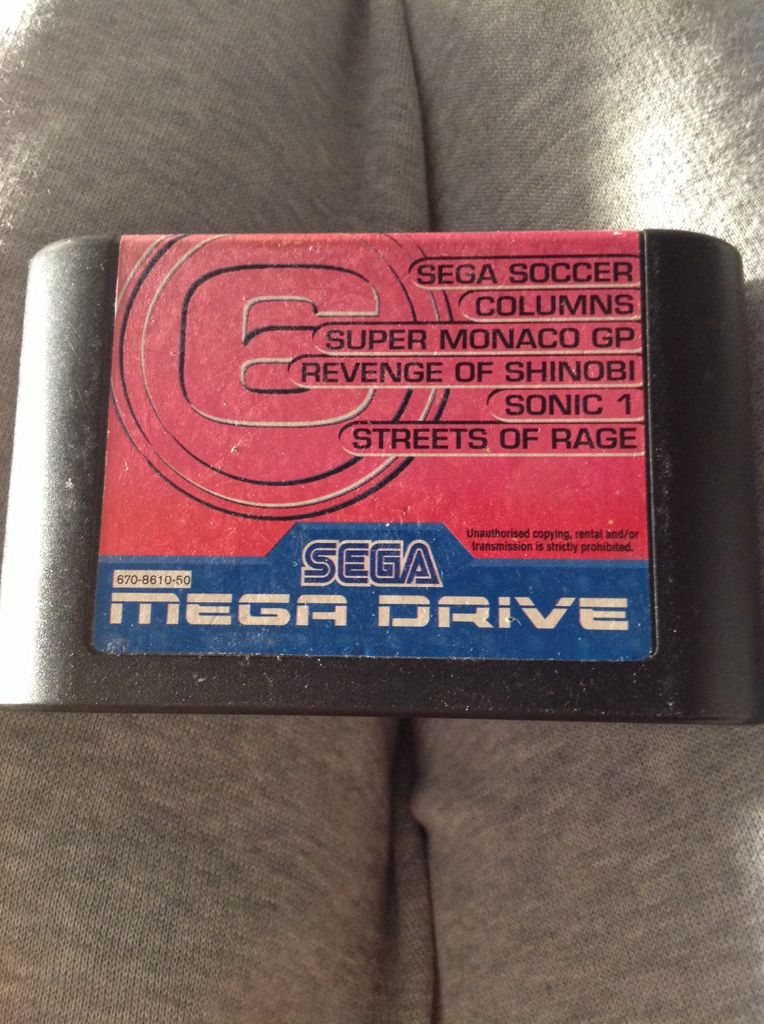 6
SEGA SOCCER
COLUMNS
SUPER MONACO GP
REVENGE OF SHINOBI
SONIC 1
STREETS OF RAGE
Unauthorised copying, rental and/or
transmission is strictly prohibited.
SEGA
670-8610-50
MEGA DRIVE